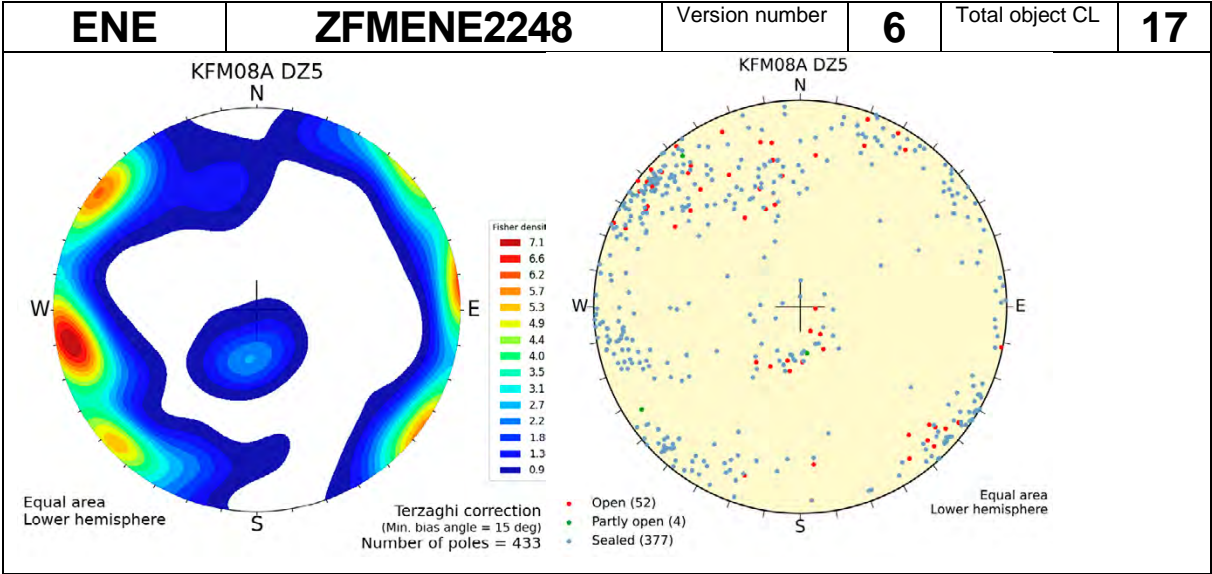 ENE
ZFMENE2248
Version number
6
Total object CL
17
KFM08A DZ5
N
W
E
S
Fisher densit
7.1
6.6
6.2
5.7
5.3
4.9
4.4
4.0
3.5
3.1
2.7
2.2
1.8
1.3
0.9
Equal area
Lower hemisphere
Terzaghi correction
(Min. bias angle = 15 deg)
Number of poles = 433
KFM08A DZ5
N
W
E
S
Open (52)
Partly open (4)
Sealed (377)
Equal area
Lower hemisphere